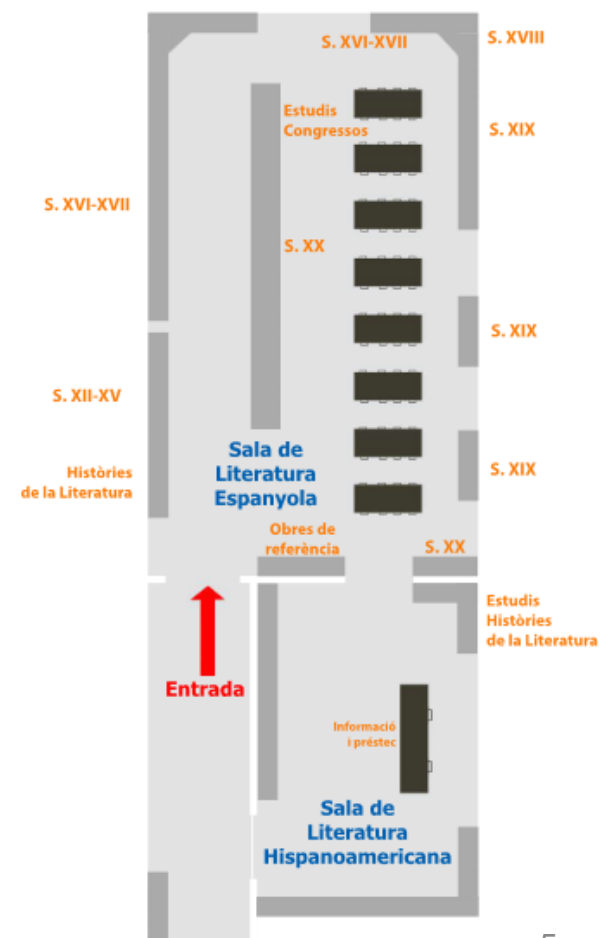 S. XVI-XVII
S. XVIII
Estudis
Congressos
S. XIX
S. XVI-XVII
S. XX
S. XIX
S. XII-XV
Sala de
Literatura
Espanyola
Històries
de la Literatura
S. XIX
Obres de
referència
S. XX
Estudis
Històries
de la Literatura
Entrada
Informació
i préstec
Sala de
Literatura
Hispanoamericana